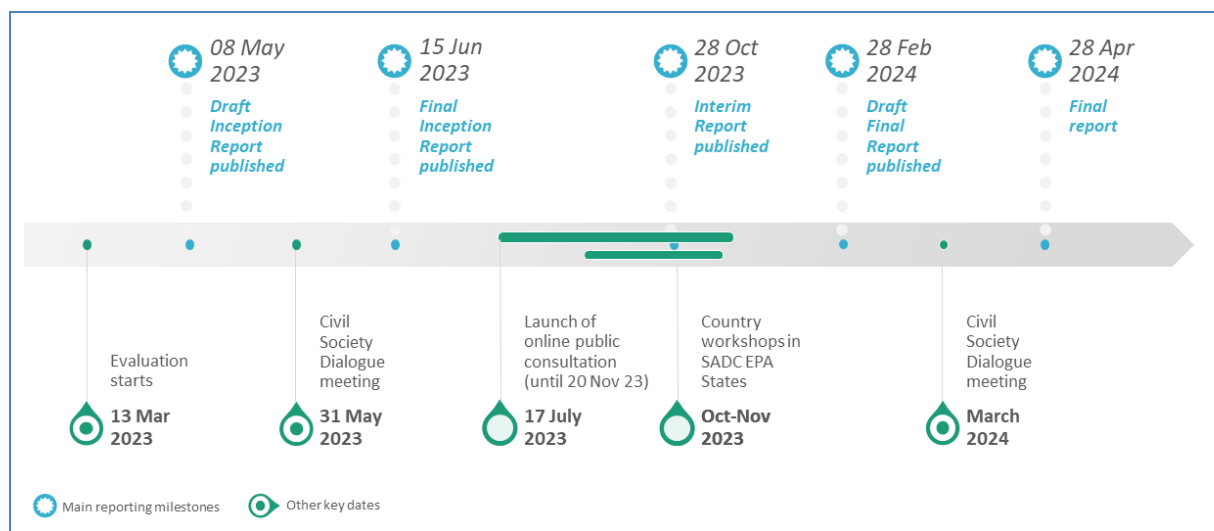 08 May
2023
Draft
Inception
Report
published
15 Jun
2023
Final
Inception
Report
published
28 Oct
2023
Interim
Report
published
28 Feb
2024
Draft
Final
Report
published
28 Apr
2024
Final
report
Evaluation
starts
13 Mar
2023
Civil
Society
Dialogue
meeting
31 May
2023
Launch of
online public
consultation
(until 20 Nov 23)
17 July
2023
Country
workshops in
SADC EPA
States
Oct-Nov
2023
Civil
Society
Dialogue
meeting
March
2024
Main reporting milestones
Other key dates